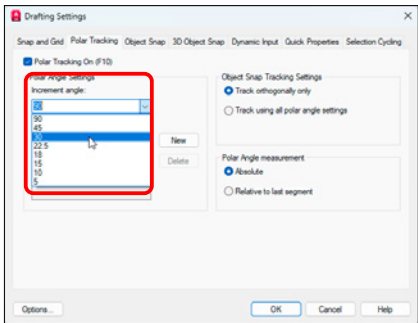 Drafting Settings
Snap and Grid Polar Tracking Object Snap 3D Object Snap Dynamic Input Quick Properties Selection Cycling
Polar Tracking On (F10)
Polar Angle Settings
Increment angle:
90
90
45
30
22.5
18
15
10
5
New
Delete
Object Snap Tracking Settings
Track orthogonally only
Track using all polar angle settings
Polar Angle measurement
Absolute
Relative to last segment
Options...
OK Cancel Help